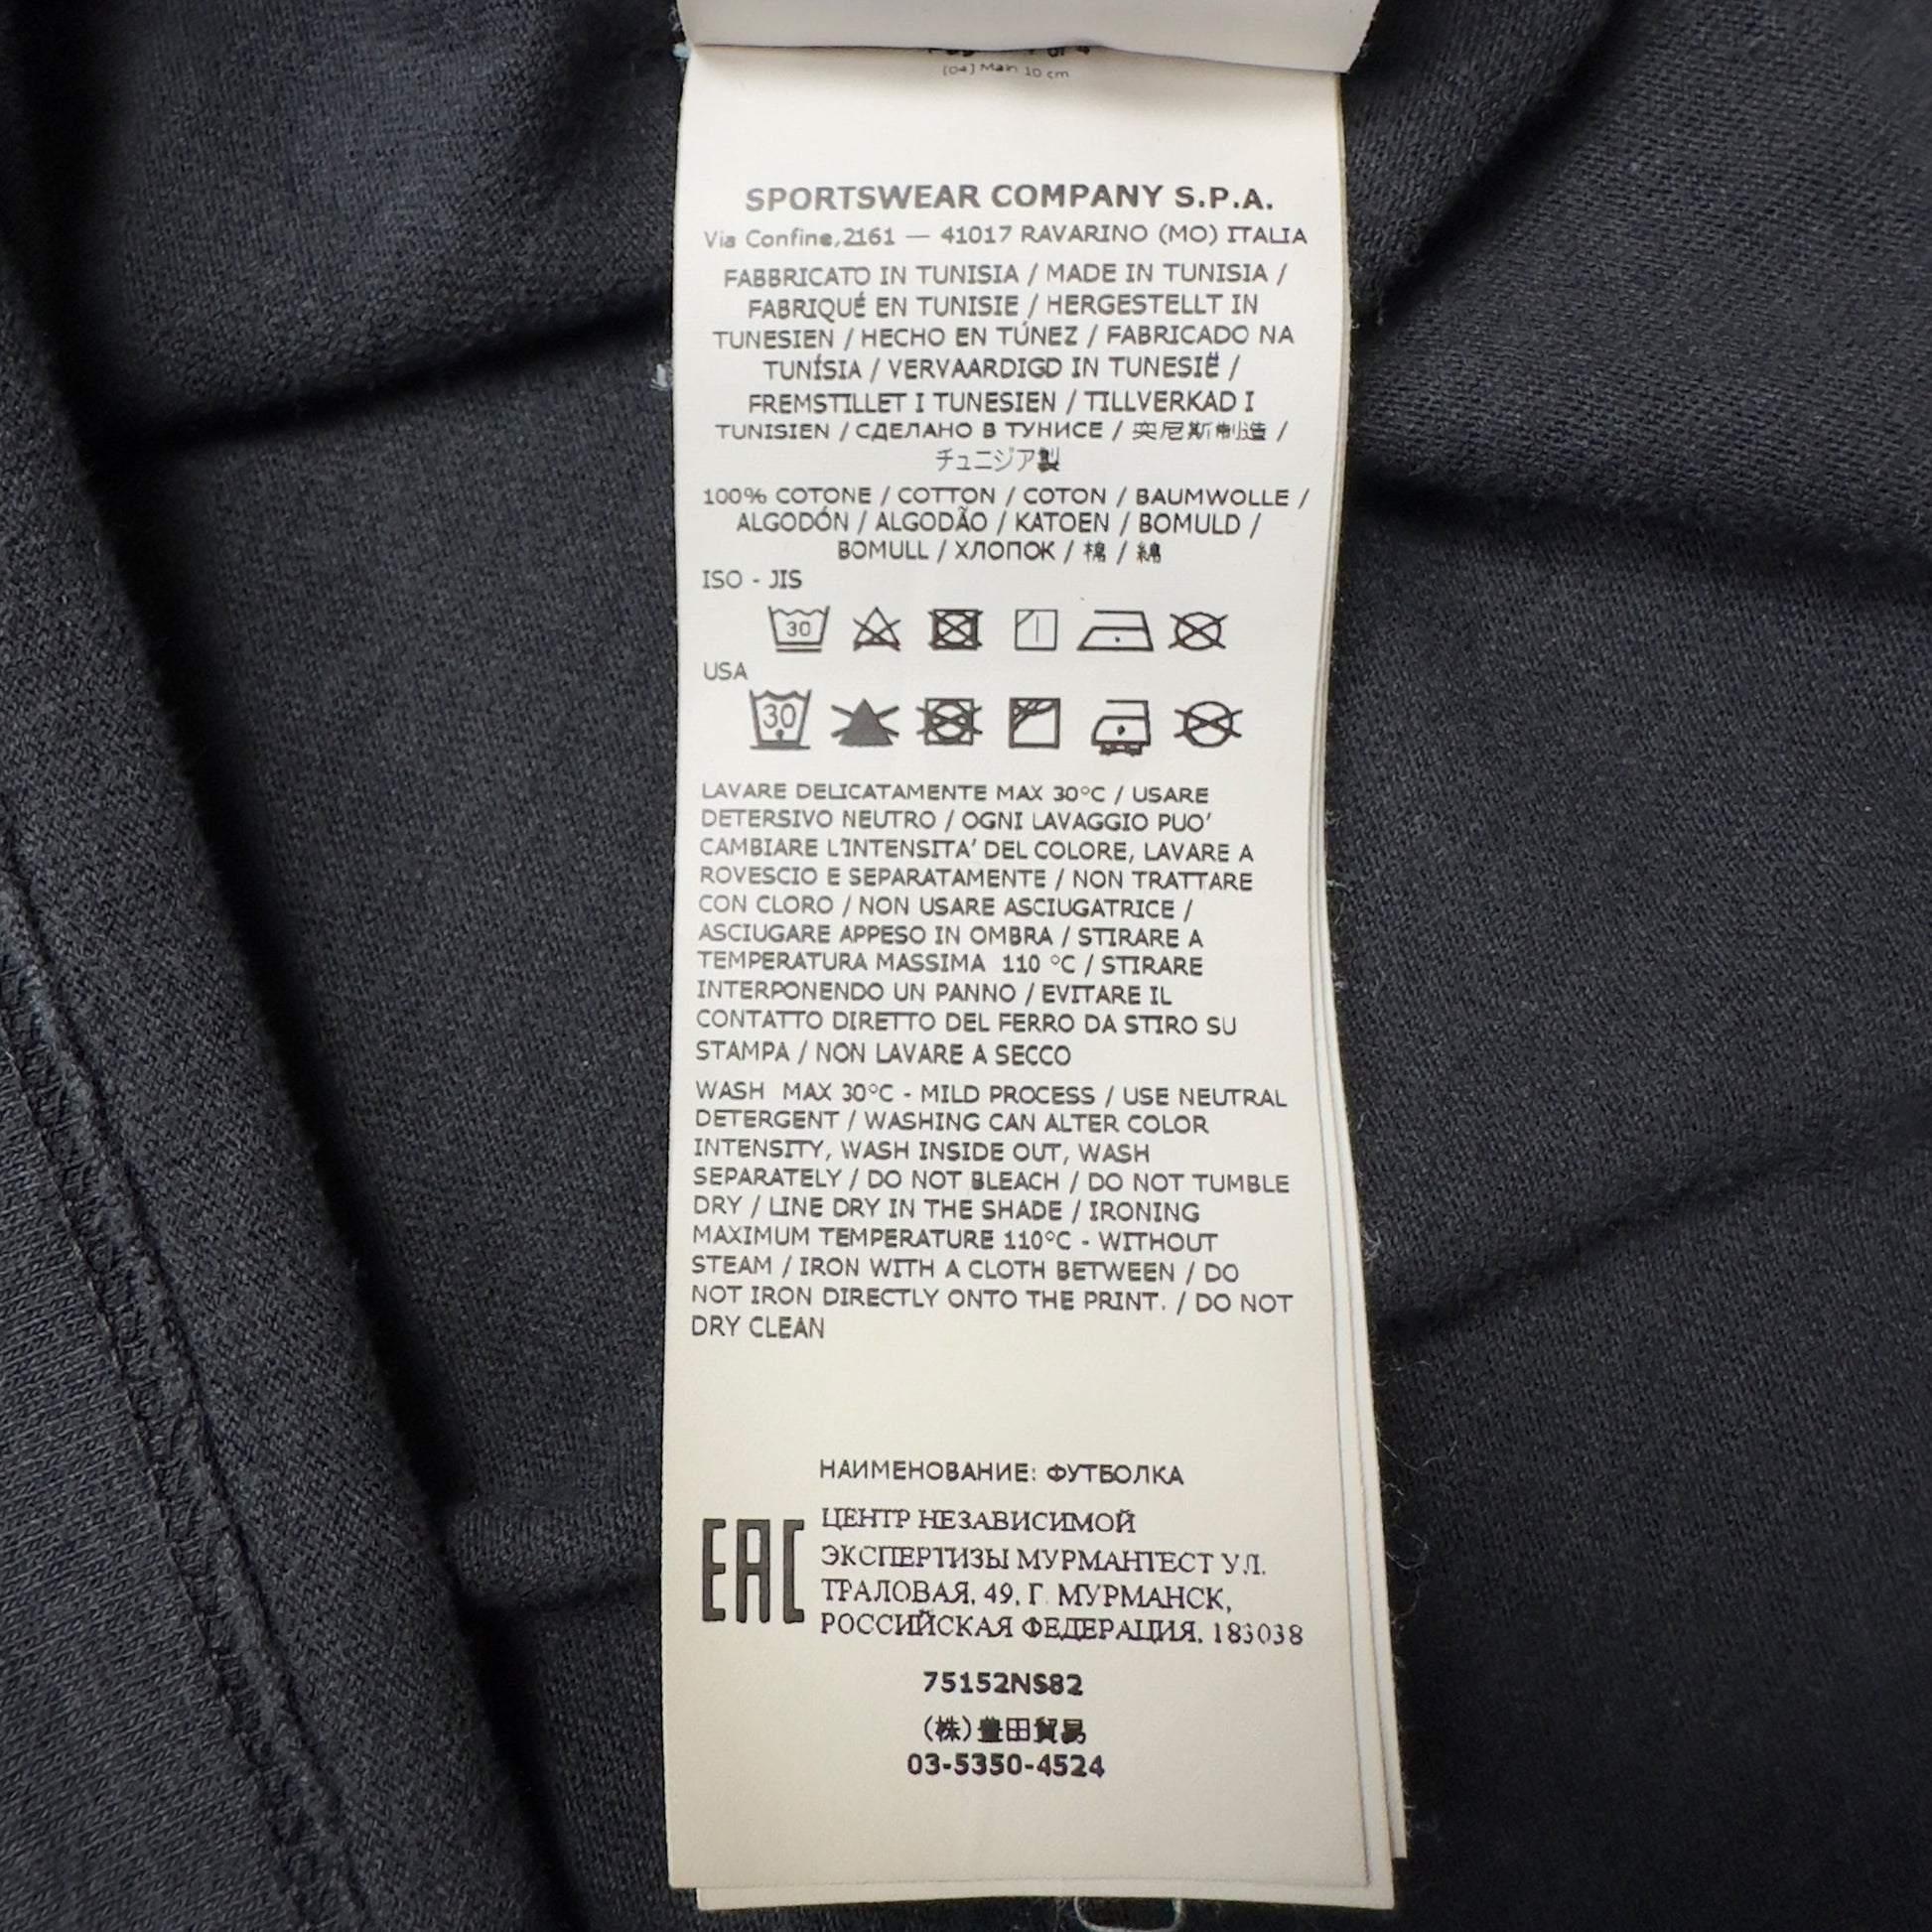 [04] Main 10 cm
SPORTSWEAR COMPANY S.P.A.
Via Confine,2161 — 41017 RAVARINO (MO) ITALIA
FABBRICATO IN TUNISIA / MADE IN TUNISIA /
FABRIQUÉ EN TUNISIE / HERGESTELLT IN
TUNESIEN / HECHO EN TÚNEZ / FABRICADO NA
TUNÍSIA / VERVAARDIGD IN TUNESIË /
FREMSTILLET I TUNESIEN / TILLVERKAD I
TUNISIEN / СДЕЛАНО В ТУНИСЕ / 突尼斯制造 /
チュニジア製
100% COTONE / COTTON / COTON / BAUMWOLLE /
ALGODÓN / ALGODÃO / KATOEN / BOMULD /
BOMULL / ХЛОПОК / 棉 / 綿
ISO - JIS
30
USA
30
LAVARE DELICATAMENTE MAX 30°C / USARE
DETERSIVO NEUTRO / OGNI LAVAGGIO PUO'
CAMBIARE L'INTENSITA' DEL COLORE, LAVARE A
ROVESCIO E SEPARATAMENTE / NON TRATTARE
CON CLORO / NON USARE ASCIUGATRICE /
ASCIUGARE APPESO IN OMBRA / STIRARE A
TEMPERATURA MASSIMA 110 °C / STIRARE
INTERPONENDO UN PANNO / EVITARE IL
CONTATTO DIRETTO DEL FERRO DA STIRO SU
STAMPA / NON LAVARE A SECCO
WASH MAX 30°C - MILD PROCESS / USE NEUTRAL
DETERGENT / WASHING CAN ALTER COLOR
INTENSITY, WASH INSIDE OUT, WASH
SEPARATELY / DO NOT BLEACH / DO NOT TUMBLE
DRY / LINE DRY IN THE SHADE / IRONING
MAXIMUM TEMPERATURE 110°C - WITHOUT
STEAM / IRON WITH A CLOTH BETWEEN / DO
NOT IRON DIRECTLY ONTO THE PRINT. / DO NOT
DRY CLEAN
НАИМЕНОВАНИЕ: ФУТБОЛКА
EAC
ЦЕНТР НЕЗАВИСИМОЙ
ЭКСПЕРТИЗЫ МУРМАНТЕСТ УЛ.
ТРАЛОВАЯ, 49, Г. МУРМАНСК,
РОССИЙСКАЯ ФЕДЕРАЦИЯ, 183038
75152NS82
(株)豊田貿易
03-5350-4524